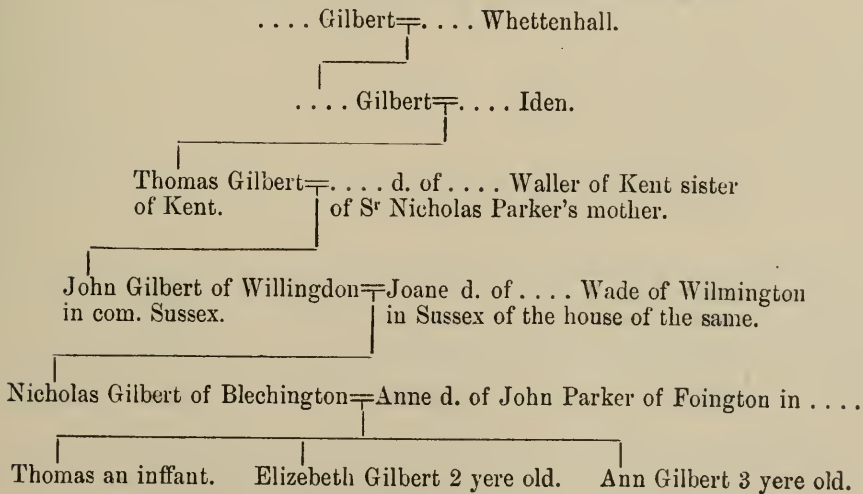 . . . . Gilbert=. . . . Whettenhall.
. . . . Gilbert=. . . . Iden.
Thomas Gilbert=. . . . d. of . . . . Waller of Kent sister
of Kent. of Sr Nicholas Parker's mother.
John Gilbert of Willingdon=Joane d. of . . . . Wade of Wilmington
in com. Sussex. in Sussex of the house of the same.
Nicholas Gilbert of Blechington=Anne d. of John Parker of Foington in . . . .
Thomas an inffant. Elizebeth Gilbert 2 yere old. Ann Gilbert 3 yere old.